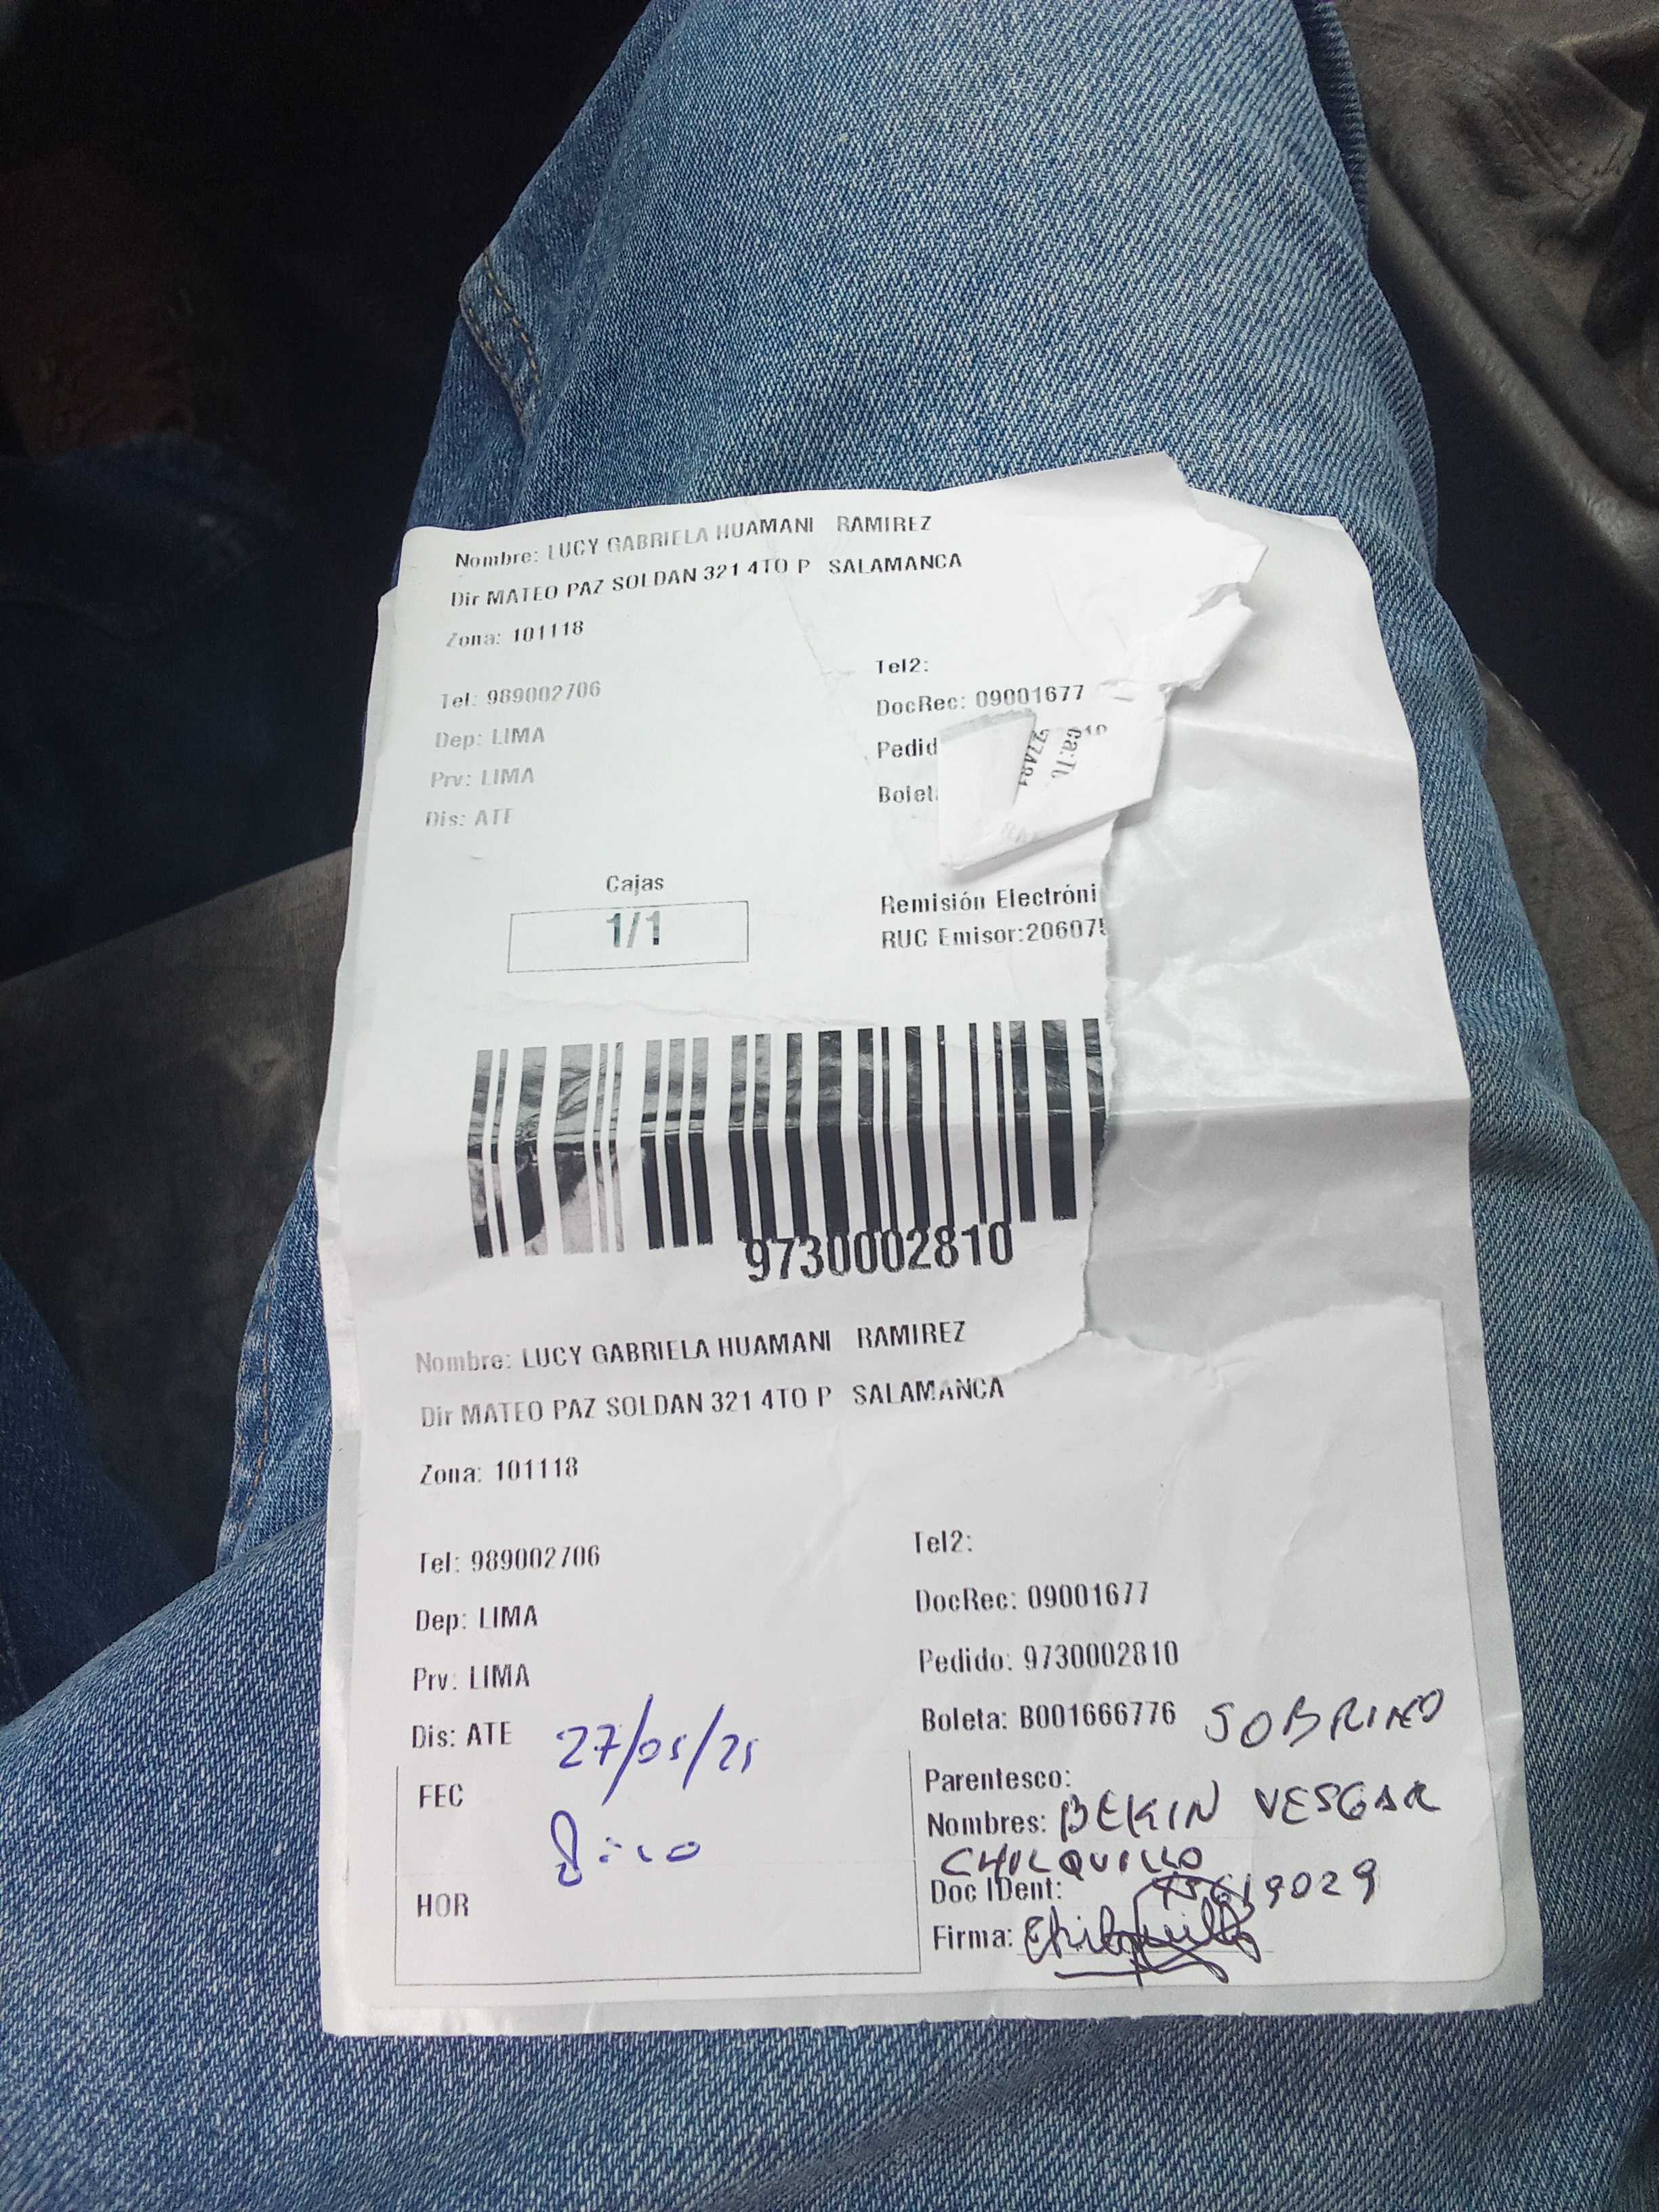 Nombre: LUCY GABRIELA HUAMANI RAMIREZ
Dir MATEO PAZ SOLDAN 321 4TO P SALAMANCA
Zona: 101118
Tel2:
Tel: 989002706
DocRec: 09001677
Dep: LIMA
Pedid
Prv: LIMA
Bolet
Dis: ATE
Cajas
1/1
Remisión Electróni
RUC Emisor:20607
9730002810
Nombre: LUCY GABRIELA HUAMANI RAMIREZ
Dir MATEO PAZ SOLDAN 321 4TO P SALAMANCA
Zona: 101118
Tel2:
Tel: 989002706
DocRec: 09001677
Dep: LIMA
Pedido: 9730002810
Prv: LIMA
Boleta: B001666776 SOBRINO
Dis: ATE 27/05/25
Parentesco:
FEC
Nombres: BEKIN VESGAR
CHILQUILLO
Doc IDent:
HOR
Firma: